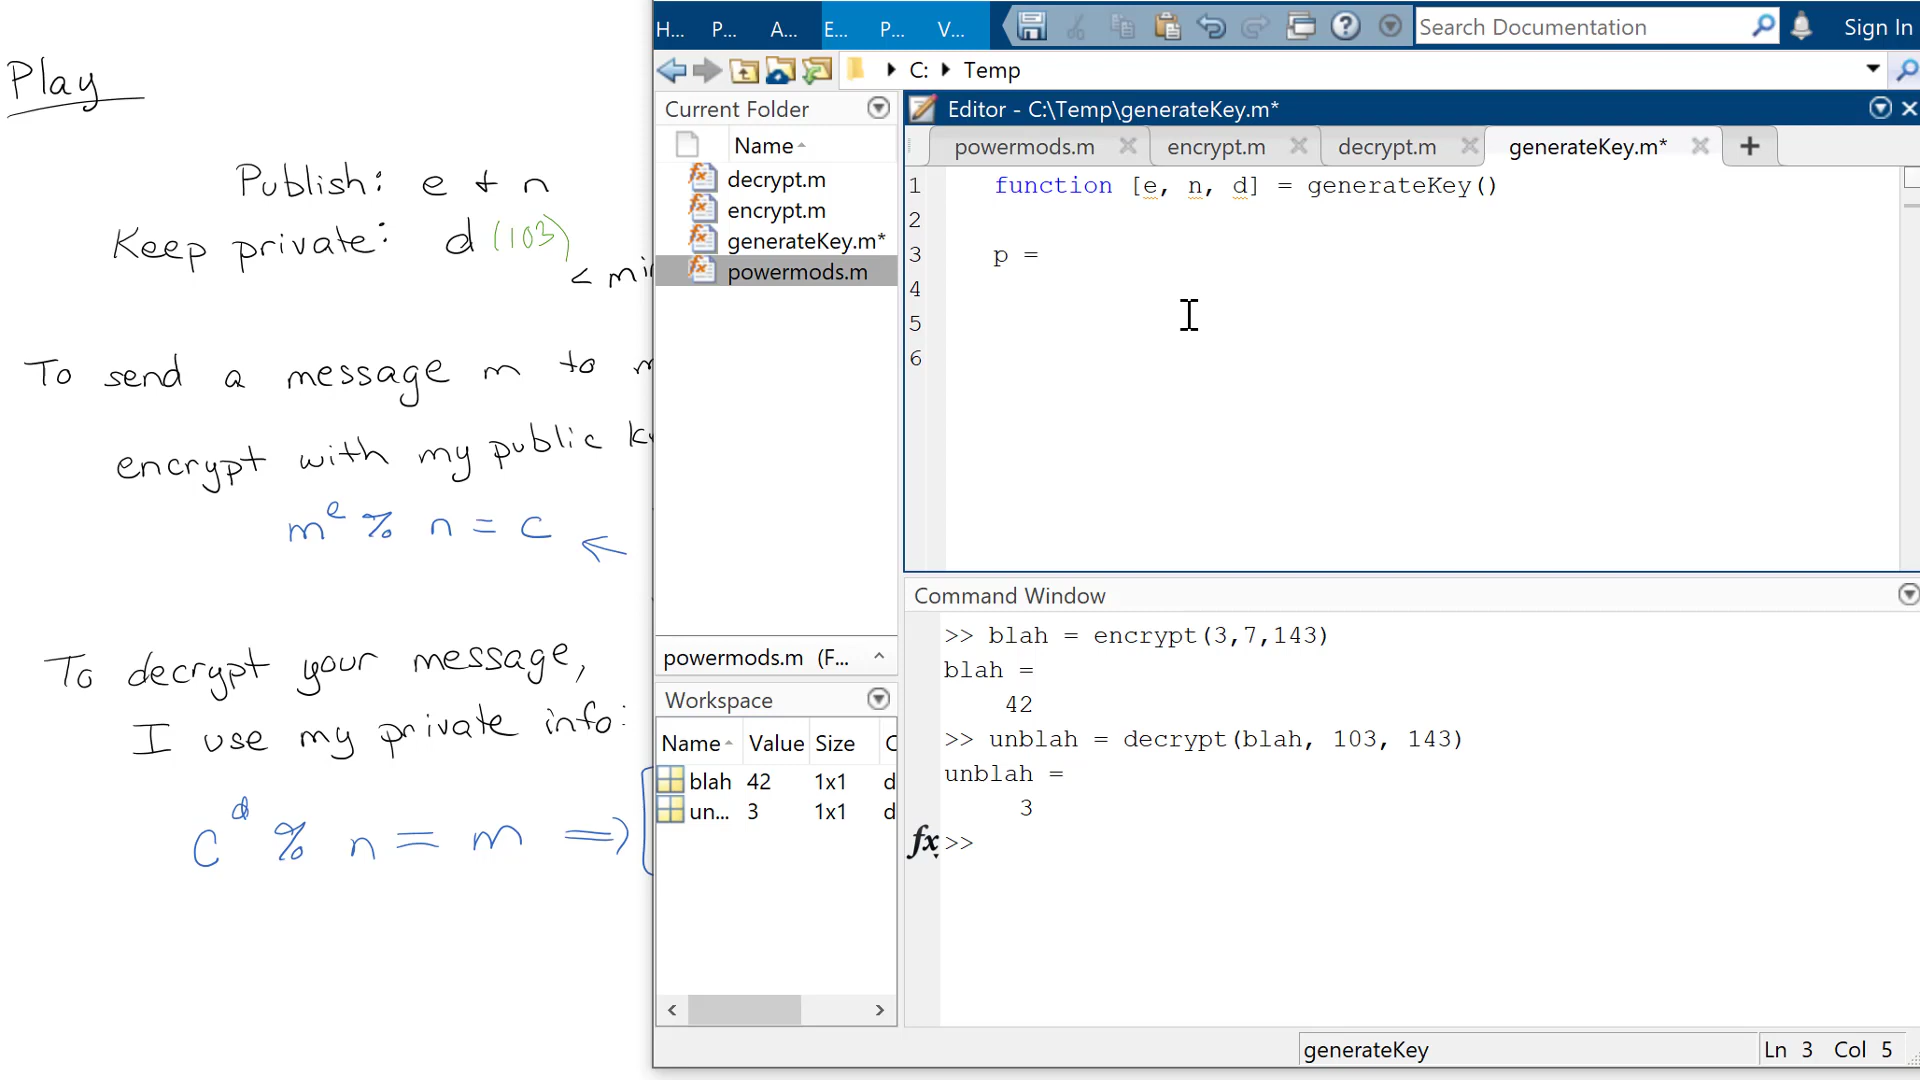 Play
Publish: e + n
Keep private: d (103)
< mi
To send a message m to
encrypt with my public k
m^e % n = c
To decrypt your message,
I use my private info:
c^d % n = m ⇒
H... P... A... E... P... V...
Search Documentation
Sign In
C: Temp
Current Folder
Name
decrypt.m
encrypt.m
generateKey.m*
powermods.m
powermods.m (F...
Workspace
Name Value Size C
blah 42 1x1 d
un... 3 1x1 d
Editor - C:\Temp\generateKey.m*
powermods.m encrypt.m decrypt.m generateKey.m* +
1 function [e, n, d] = generateKey()
2
3 p =
4
5
6
Command Window
>> blah = encrypt(3,7,143)
blah =
42
>> unblah = decrypt(blah, 103, 143)
unblah =
3
fx >>
generateKey
Ln 3 Col 5